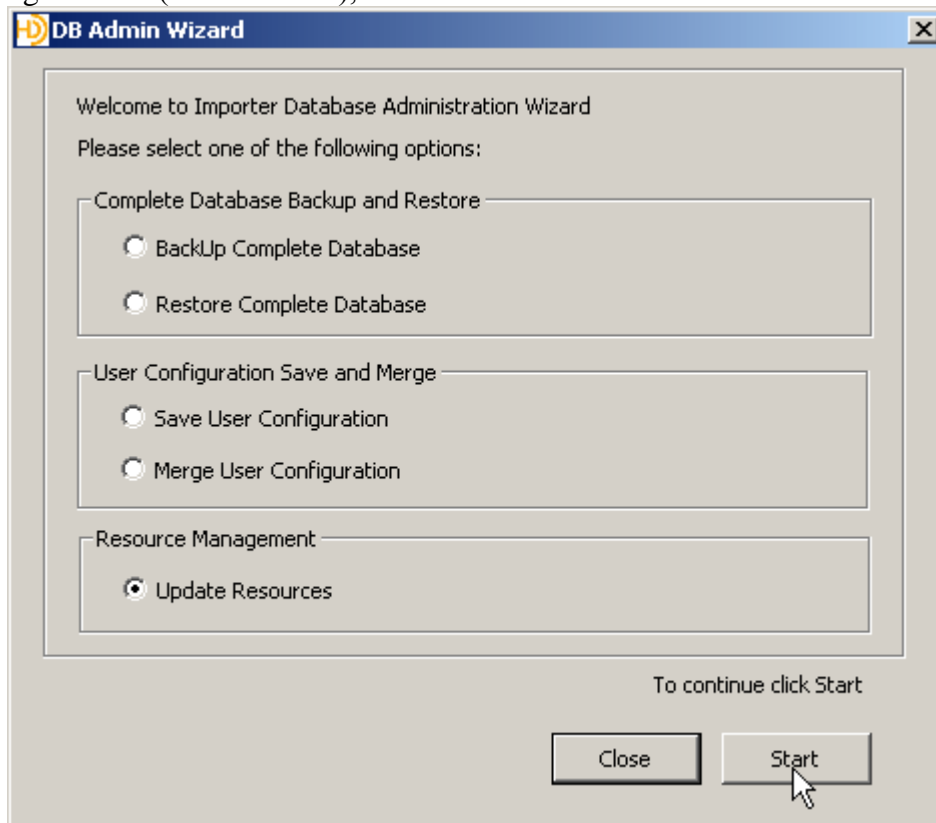 DB Admin Wizard
Welcome to Importer Database Administration Wizard
Please select one of the following options:
Complete Database Backup and Restore
BackUp Complete Database
Restore Complete Database
User Configuration Save and Merge
Save User Configuration
Merge User Configuration
Resource Management
Update Resources
To continue click Start
Close Start